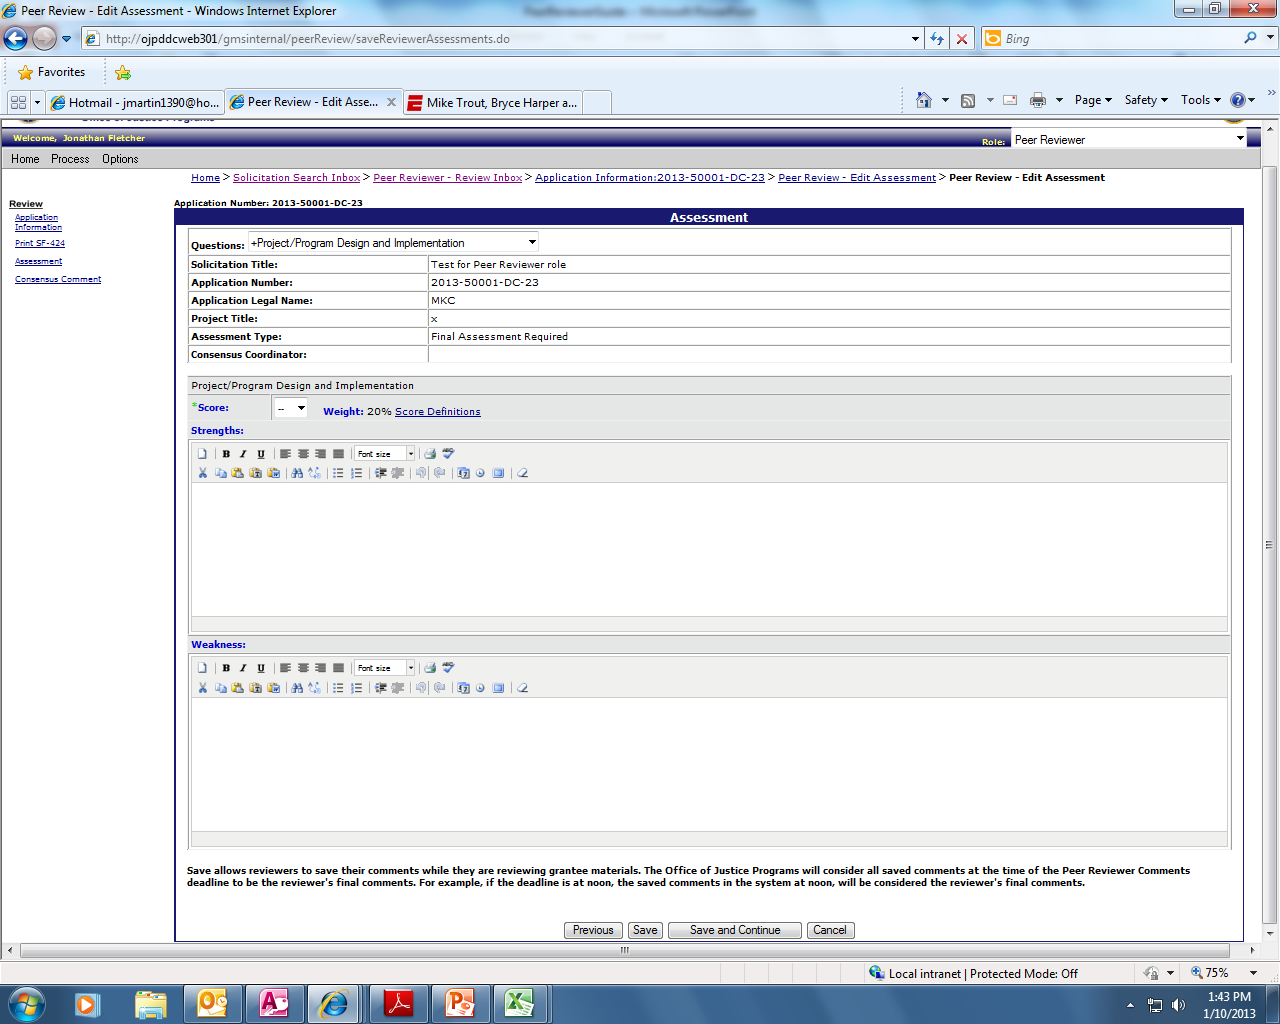 Peer Review - Edit Assessment - Windows Internet Explorer
PeerReviewerGuide - Microsoft PowerPoint
http://ojpddcweb301/gmsinternal/peerReview/saveReviewerAssessments.do
Bing
Favorites
Hotmail - jmartin1390@ho...
Peer Review - Edit Asse...
Mike Trout, Bryce Harper a...
Page
Safety
Tools
Welcome, Jonathan Fletcher
Role:
Peer Reviewer
Home Process Options
Home > Solicitation Search Inbox > Peer Reviewer - Review Inbox > Application Information:2013-50001-DC-23 > Peer Review - Edit Assessment > Peer Review - Edit Assessment
Review
Application
Information
Print SF-424
Assessment
Consensus Comment
Application Number: 2013-50001-DC-23
Assessment
Questions: +Project/Program Design and Implementation
Solicitation Title: Test for Peer Reviewer role
Application Number: 2013-50001-DC-23
Application Legal Name: MKC
Project Title: x
Assessment Type: Final Assessment Required
Consensus Coordinator:
Project/Program Design and Implementation
*Score: -- Weight: 20% Score Definitions
Strengths:
B I U Font size
Weakness:
B I U Font size
Save allows reviewers to save their comments while they are reviewing grantee materials. The Office of Justice Programs will consider all saved comments at the time of the Peer Reviewer Comments
deadline to be the reviewer's final comments. For example, if the deadline is at noon, the saved comments in the system at noon, will be considered the reviewer's final comments.
Previous Save Save and Continue Cancel
Local intranet | Protected Mode: Off
75%
1:43 PM
1/10/2013